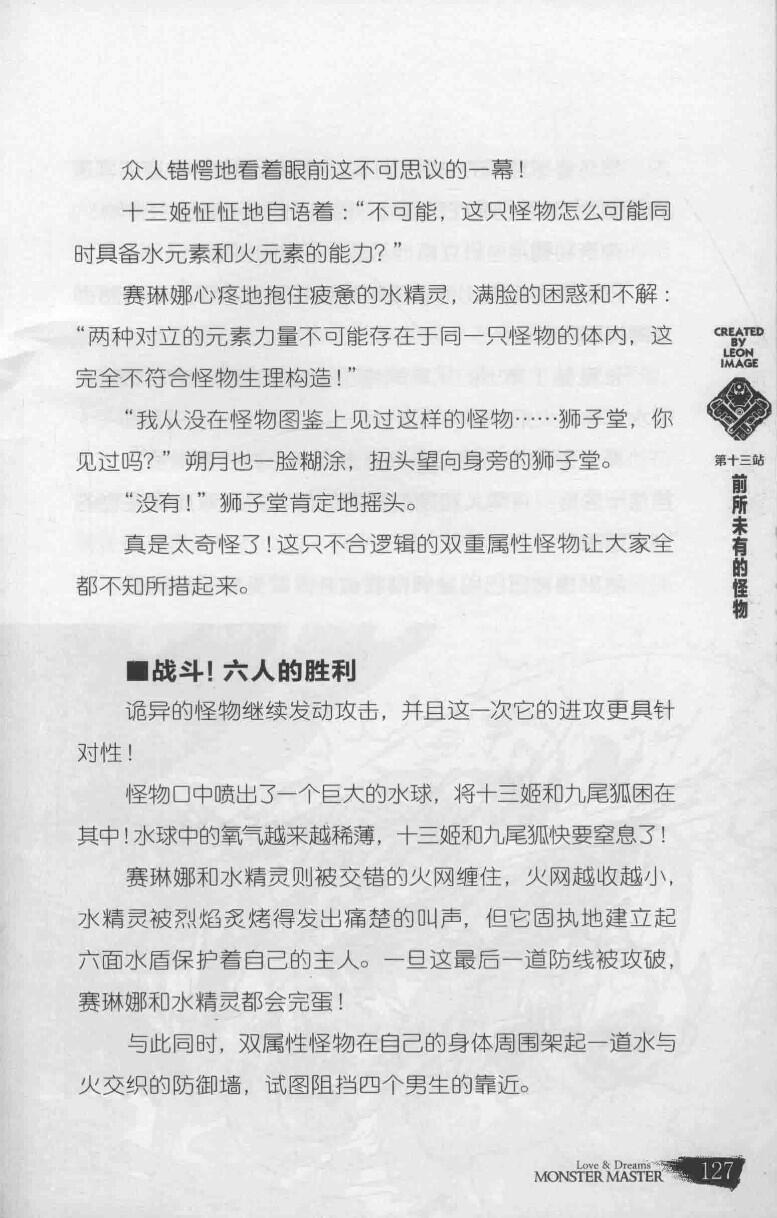 众人错愕地看着眼前这不可思议的一幕！
十三姬怔怔地自语着：“不可能，这只怪物怎么可能同
时具备水元素和火元素的能力？”
赛琳娜心疼地抱住疲惫的水精灵，满脸的困惑和不解：
“两种对立的元素力量不可能存在于同一只怪物的体内，这
完全不符合怪物生理构造！”
“我从没在怪物图鉴上见过这样的怪物……狮子堂，你
见过吗？” 朔月也一脸糊涂，扭头望向身旁的狮子堂。
“没有！”狮子堂肯定地摇头。
真是太奇怪了！这只不合逻辑的双重属性怪物让大家全
都不知所措起来。
■战斗！六人的胜利
诡异的怪物继续发动攻击，并且这一次它的进攻更具针
对性！
怪物口中喷出了一个巨大的水球，将十三姬和九尾狐困在
其中！水球中的氧气越来越稀薄，十三姬和九尾狐快要窒息了！
赛琳娜和水精灵则被交错的火网缠住，火网越收越小，
水精灵被烈焰炙烤得发出痛楚的叫声，但它固执地建立起
六面水盾保护着自己的主人。一旦这最后一道防线被攻破，
赛琳娜和水精灵都会完蛋！
与此同时，双属性怪物在自己的身体周围架起一道水与
火交织的防御墙，试图阻挡四个男生的靠近。
CREATED
BY
LEON
IMAGE
第十三站
前所未有的怪物
Love & Dreams
MONSTER MASTER
127